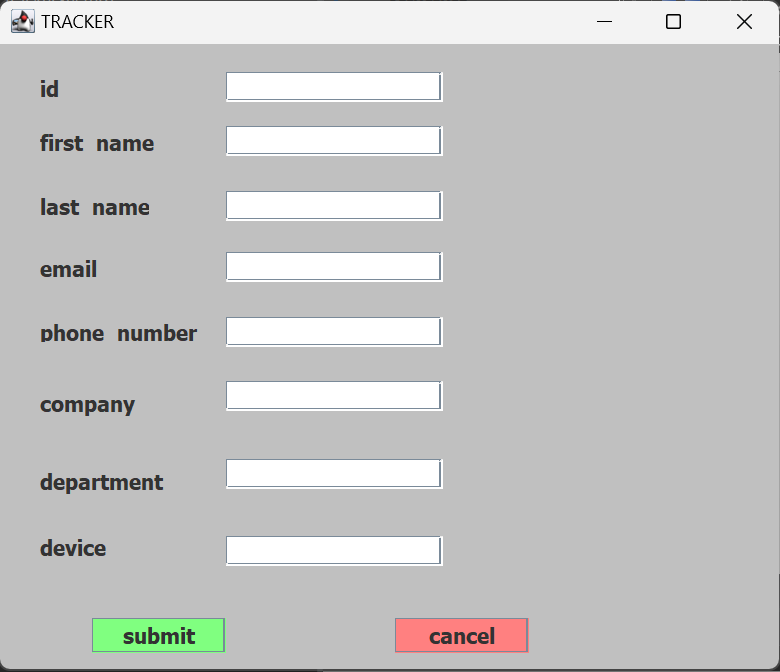 TRACKER
id
first name
last name
email
phone number
company
department
device
submit cancel